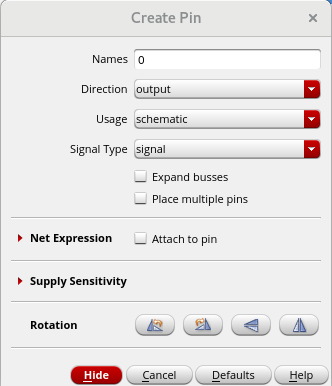 Create Pin ×
Names 0
Direction output
Usage schematic
Signal Type signal
Expand busses
Place multiple pins
Net Expression Attach to pin
Supply Sensitivity
Rotation
Hide Cancel Defaults Help